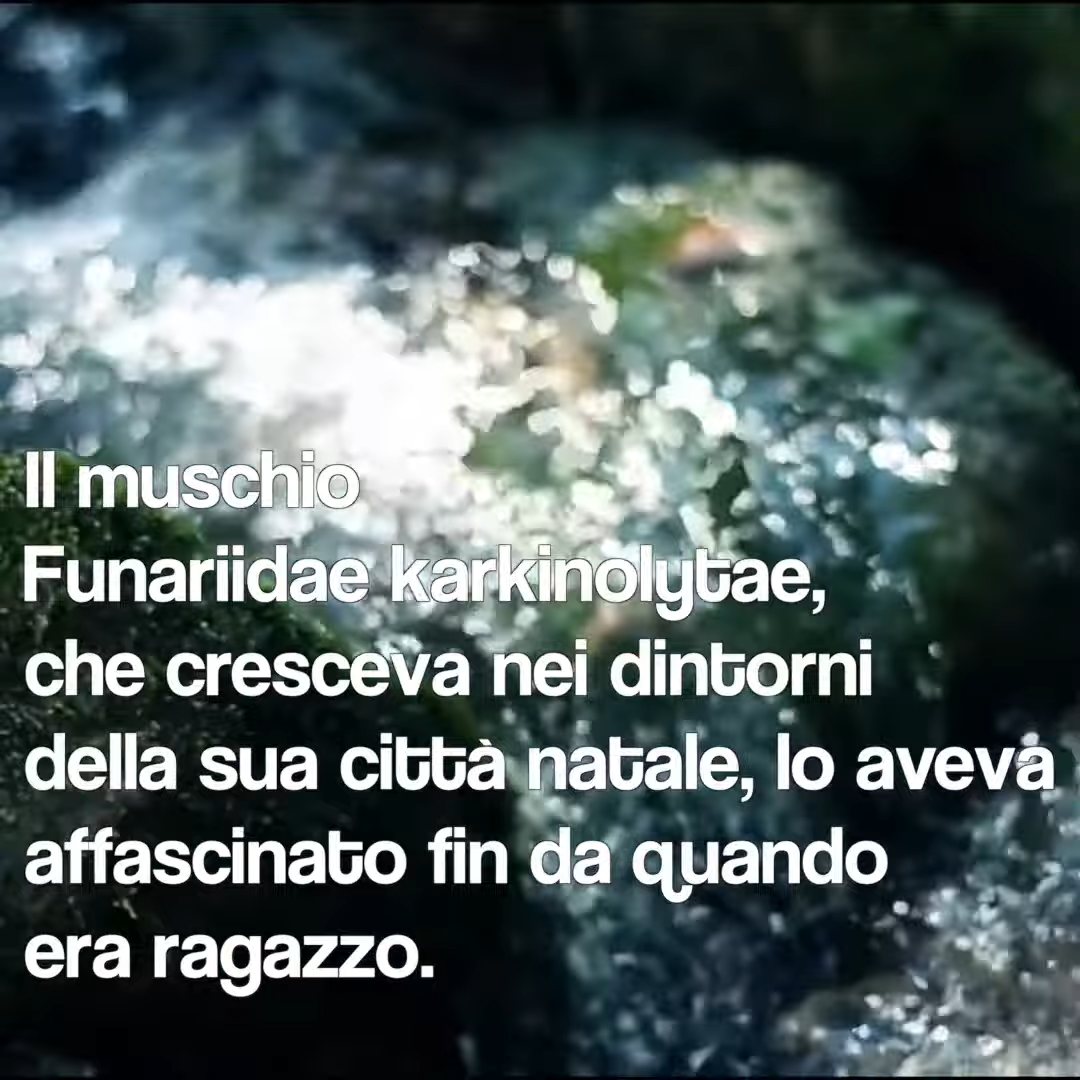 Il muschio
Funariidae karkinolytae,
che cresceva nei dintorni
della sua città natale, lo aveva
affascinato fin da quando
era ragazzo.